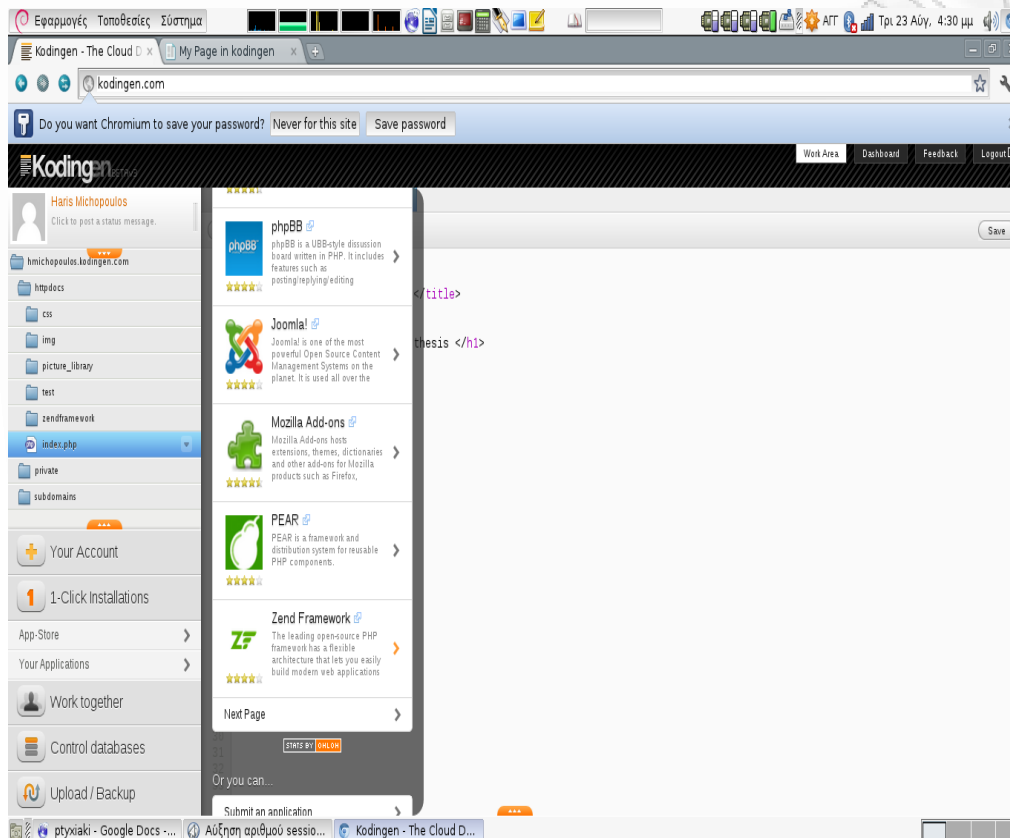 Εφαρμογές Τοποθεσίες Σύστημα
ΑΓΓ
Τρι 23 Αύγ, 4:30 μμ
Kodingen - The Cloud D
My Page in kodingen
kodingen.com
Do you want Chromium to save your password?
Never for this site
Save password
Kodingen
BETAV3
Work Area
Dashboard
Feedback
Logout
Haris Michopoulos
Click to post a status message.
hmichopoulos.kodingen.com
httpdocs
css
img
picture_library
test
zendframework
index.php
private
subdomains
Your Account
1-Click Installations
App-Store
Your Applications
Work together
Control databases
Upload / Backup
phpBB
phpBB
phpBB is a UBB-style dissussion
board written in PHP. It includes
features such as
posting/replying/editing
Joomla!
Joomla! is one of the most
powerful Open Source Content
Management Systems on the
planet. It is used all over the
Mozilla Add-ons
Mozilla Add-ons hosts
extensions, themes, dictionaries
and other add-ons for Mozilla
products such as Firefox,
PEAR
PEAR is a framework and
distribution system for reusable
PHP components.
Zend Framework
The leading open-source PHP
framework has a flexible
architecture that lets you easily
build modern web applications
Next Page
STATS BY OHLOH
Or you can...
Submit an application
Save
</title>
thesis </h1>
31
32
ptyxiaki - Google Docs -...
Αύξηση αριθμού sessio...
Kodingen - The Cloud D...